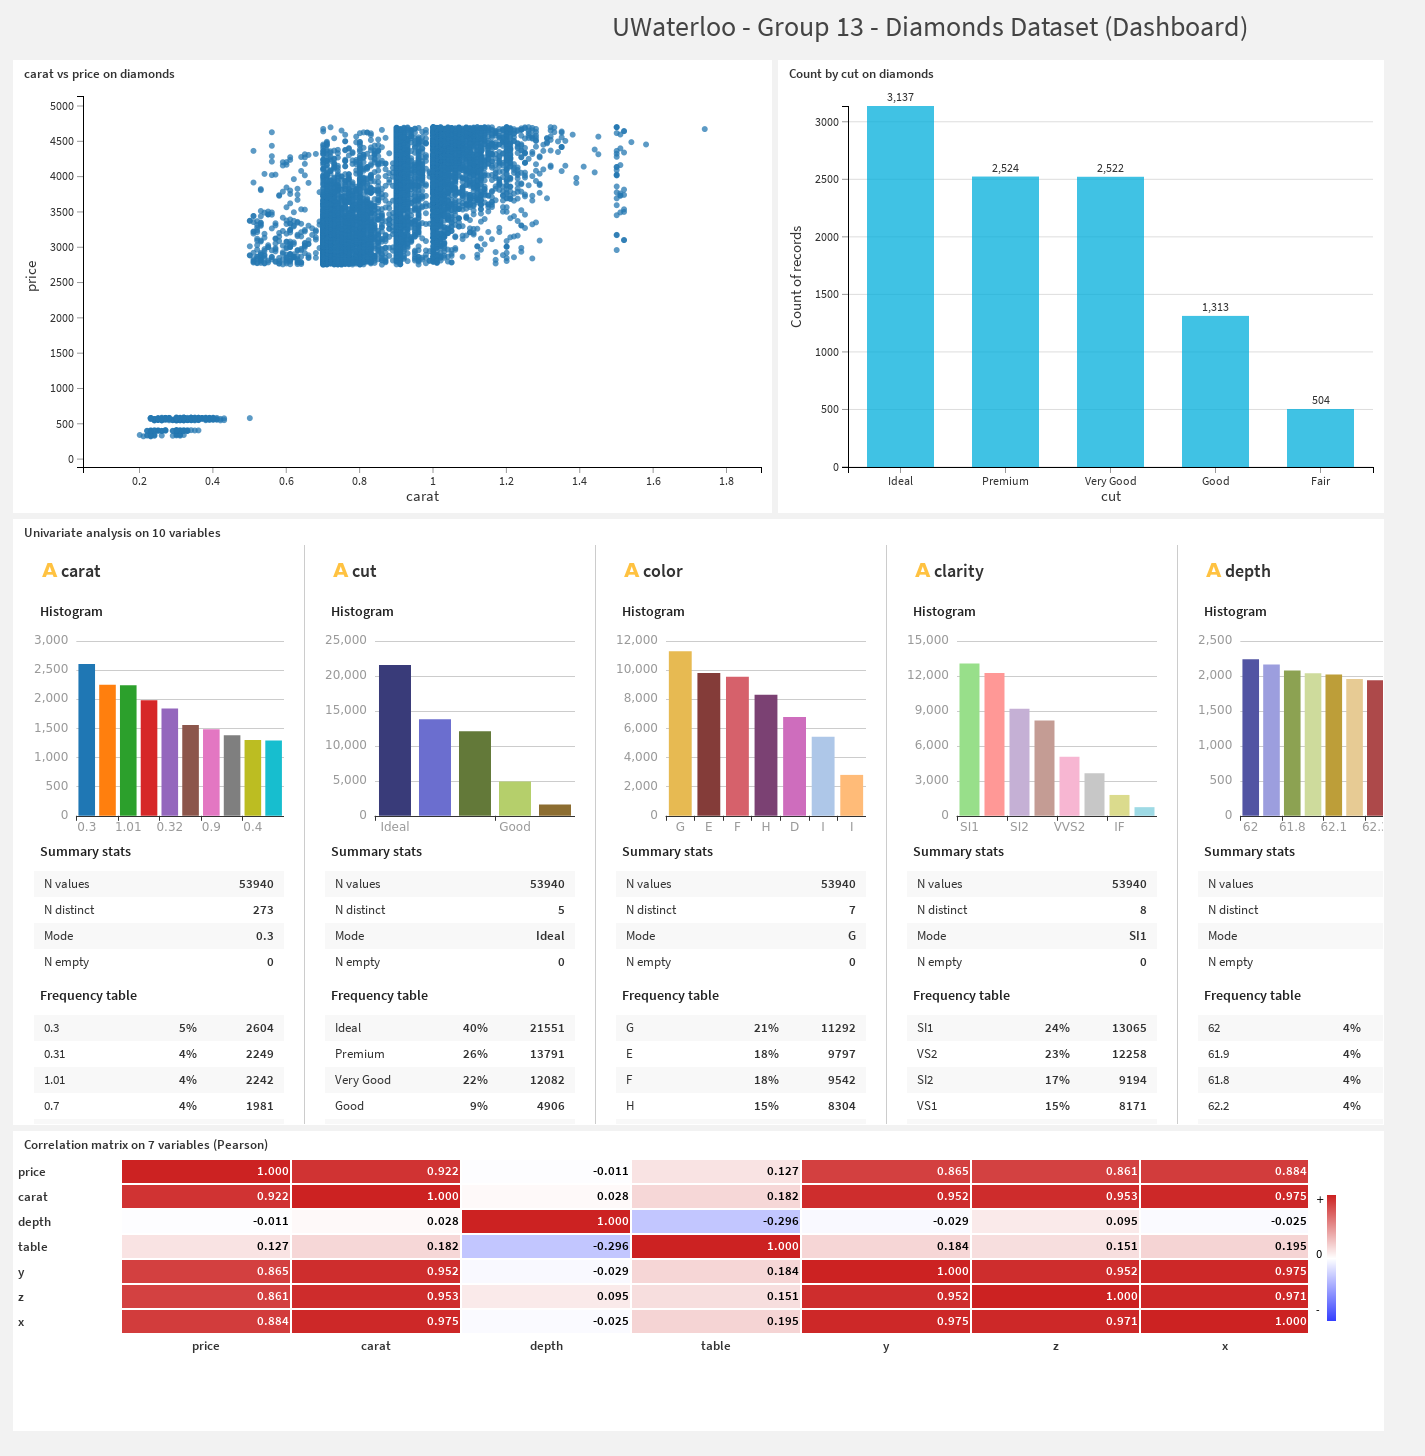 UWaterloo - Group 13 - Diamonds Dataset (Dashboard)
carat vs price on diamonds
5000
4500
4000
3500
3000
2500
2000
1500
1000
500
0
price
0.2 0.4 0.6 0.8 1 1.2 1.4 1.6 1.8
carat
Count by cut on diamonds
3,137
2,524
2,522
1,313
504
3000
2500
2000
1500
1000
500
0
Count of records
Ideal Premium Very Good Good Fair
cut
Univariate analysis on 10 variables
A carat
Histogram
3,000
2,500
2,000
1,500
1,000
500
0
0.3 1.01 0.32 0.9 0.4
Summary stats
N values 53940
N distinct 273
Mode 0.3
N empty 0
Frequency table
0.3 5% 2604
0.31 4% 2249
1.01 4% 2242
0.7 4% 1981
A cut
Histogram
25,000
20,000
15,000
10,000
5,000
0
Ideal Good
Summary stats
N values 53940
N distinct 5
Mode Ideal
N empty 0
Frequency table
Ideal 40% 21551
Premium 26% 13791
Very Good 22% 12082
Good 9% 4906
A color
Histogram
12,000
10,000
8,000
6,000
4,000
2,000
0
G E F H D I I
Summary stats
N values 53940
N distinct 7
Mode G
N empty 0
Frequency table
G 21% 11292
E 18% 9797
F 18% 9542
H 15% 8304
A clarity
Histogram
15,000
12,000
9,000
6,000
3,000
0
SI1 SI2 VVS2 IF
Summary stats
N values 53940
N distinct 8
Mode SI1
N empty 0
Frequency table
SI1 24% 13065
VS2 23% 12258
SI2 17% 9194
VS1 15% 8171
A depth
Histogram
2,500
2,000
1,500
1,000
500
0
62 61.8 62.1
Summary stats
N values
N distinct
Mode
N empty
Frequency table
62 4%
61.9 4%
61.8 4%
62.2 4%
Correlation matrix on 7 variables (Pearson)
price 1.000 0.922 -0.011 0.127 0.865 0.861 0.884
carat 0.922 1.000 0.028 0.182 0.952 0.953 0.975
depth -0.011 0.028 1.000 -0.296 -0.029 0.095 -0.025
table 0.127 0.182 -0.296 1.000 0.184 0.151 0.195
y 0.865 0.952 -0.029 0.184 1.000 0.952 0.975
z 0.861 0.953 0.095 0.151 0.952 1.000 0.971
x 0.884 0.975 -0.025 0.195 0.975 0.971 1.000
price carat depth table y z x
+
0
-